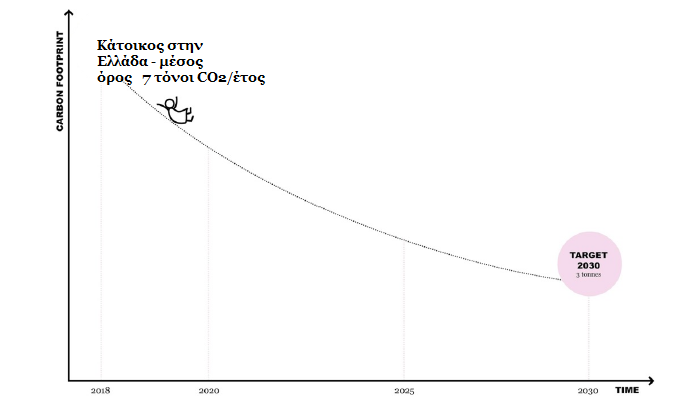 CARBON FOOTPRINT
Κάτοικος στην
Ελλάδα - μέσος
όρος 7 τόνοι CO2/έτος
TARGET
2030
3 tonnes
2018 2020 2025 2030 TIME